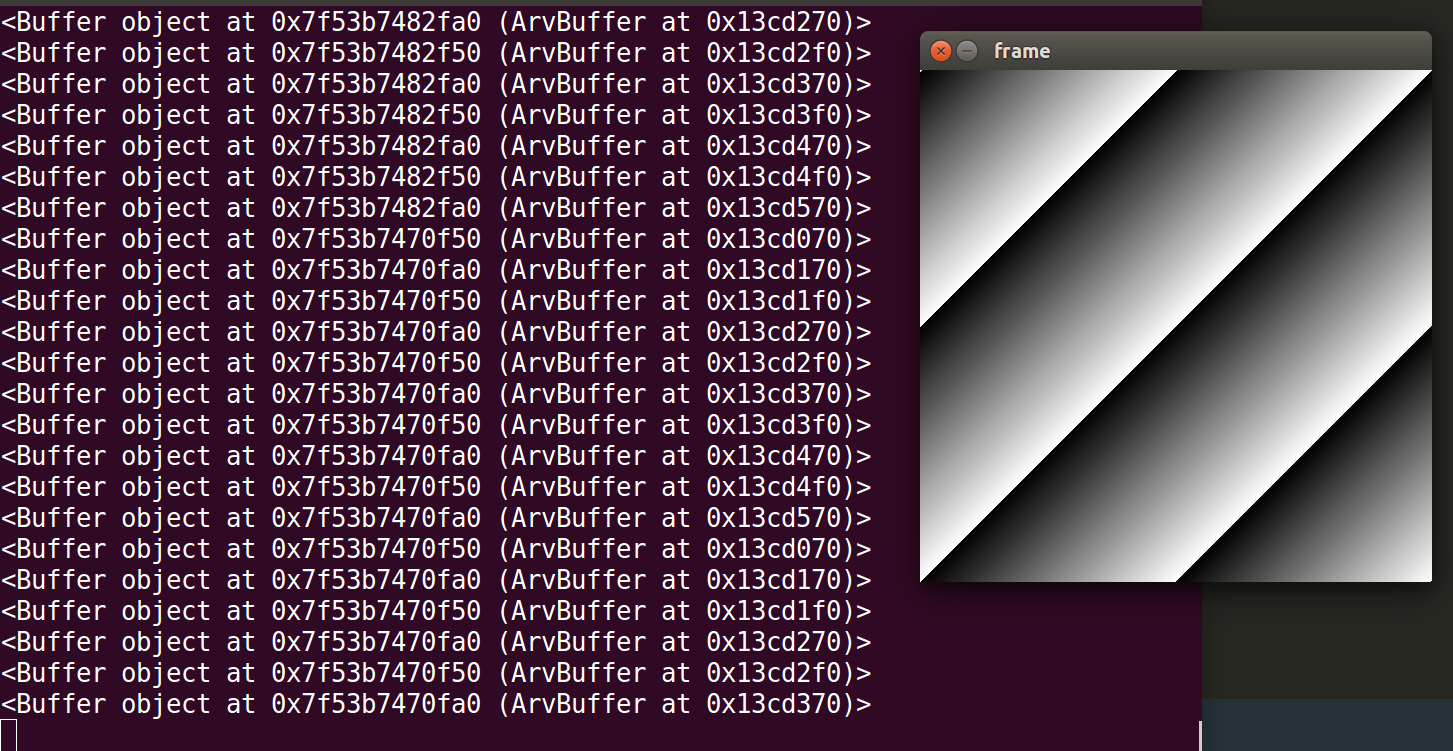 <Buffer object at 0x7f53b7482fa0 (ArvBuffer at 0x13cd270)>
<Buffer object at 0x7f53b7482f50 (ArvBuffer at 0x13cd2f0)>
<Buffer object at 0x7f53b7482fa0 (ArvBuffer at 0x13cd370)>
<Buffer object at 0x7f53b7482f50 (ArvBuffer at 0x13cd3f0)>
<Buffer object at 0x7f53b7482fa0 (ArvBuffer at 0x13cd470)>
<Buffer object at 0x7f53b7482f50 (ArvBuffer at 0x13cd4f0)>
<Buffer object at 0x7f53b7482fa0 (ArvBuffer at 0x13cd570)>
<Buffer object at 0x7f53b7470f50 (ArvBuffer at 0x13cd070)>
<Buffer object at 0x7f53b7470fa0 (ArvBuffer at 0x13cd170)>
<Buffer object at 0x7f53b7470f50 (ArvBuffer at 0x13cd1f0)>
<Buffer object at 0x7f53b7470fa0 (ArvBuffer at 0x13cd270)>
<Buffer object at 0x7f53b7470f50 (ArvBuffer at 0x13cd2f0)>
<Buffer object at 0x7f53b7470fa0 (ArvBuffer at 0x13cd370)>
<Buffer object at 0x7f53b7470f50 (ArvBuffer at 0x13cd3f0)>
<Buffer object at 0x7f53b7470fa0 (ArvBuffer at 0x13cd470)>
<Buffer object at 0x7f53b7470f50 (ArvBuffer at 0x13cd4f0)>
<Buffer object at 0x7f53b7470fa0 (ArvBuffer at 0x13cd570)>
<Buffer object at 0x7f53b7470f50 (ArvBuffer at 0x13cd070)>
<Buffer object at 0x7f53b7470fa0 (ArvBuffer at 0x13cd170)>
<Buffer object at 0x7f53b7470f50 (ArvBuffer at 0x13cd1f0)>
<Buffer object at 0x7f53b7470fa0 (ArvBuffer at 0x13cd270)>
<Buffer object at 0x7f53b7470f50 (ArvBuffer at 0x13cd2f0)>
<Buffer object at 0x7f53b7470fa0 (ArvBuffer at 0x13cd370)>
frame